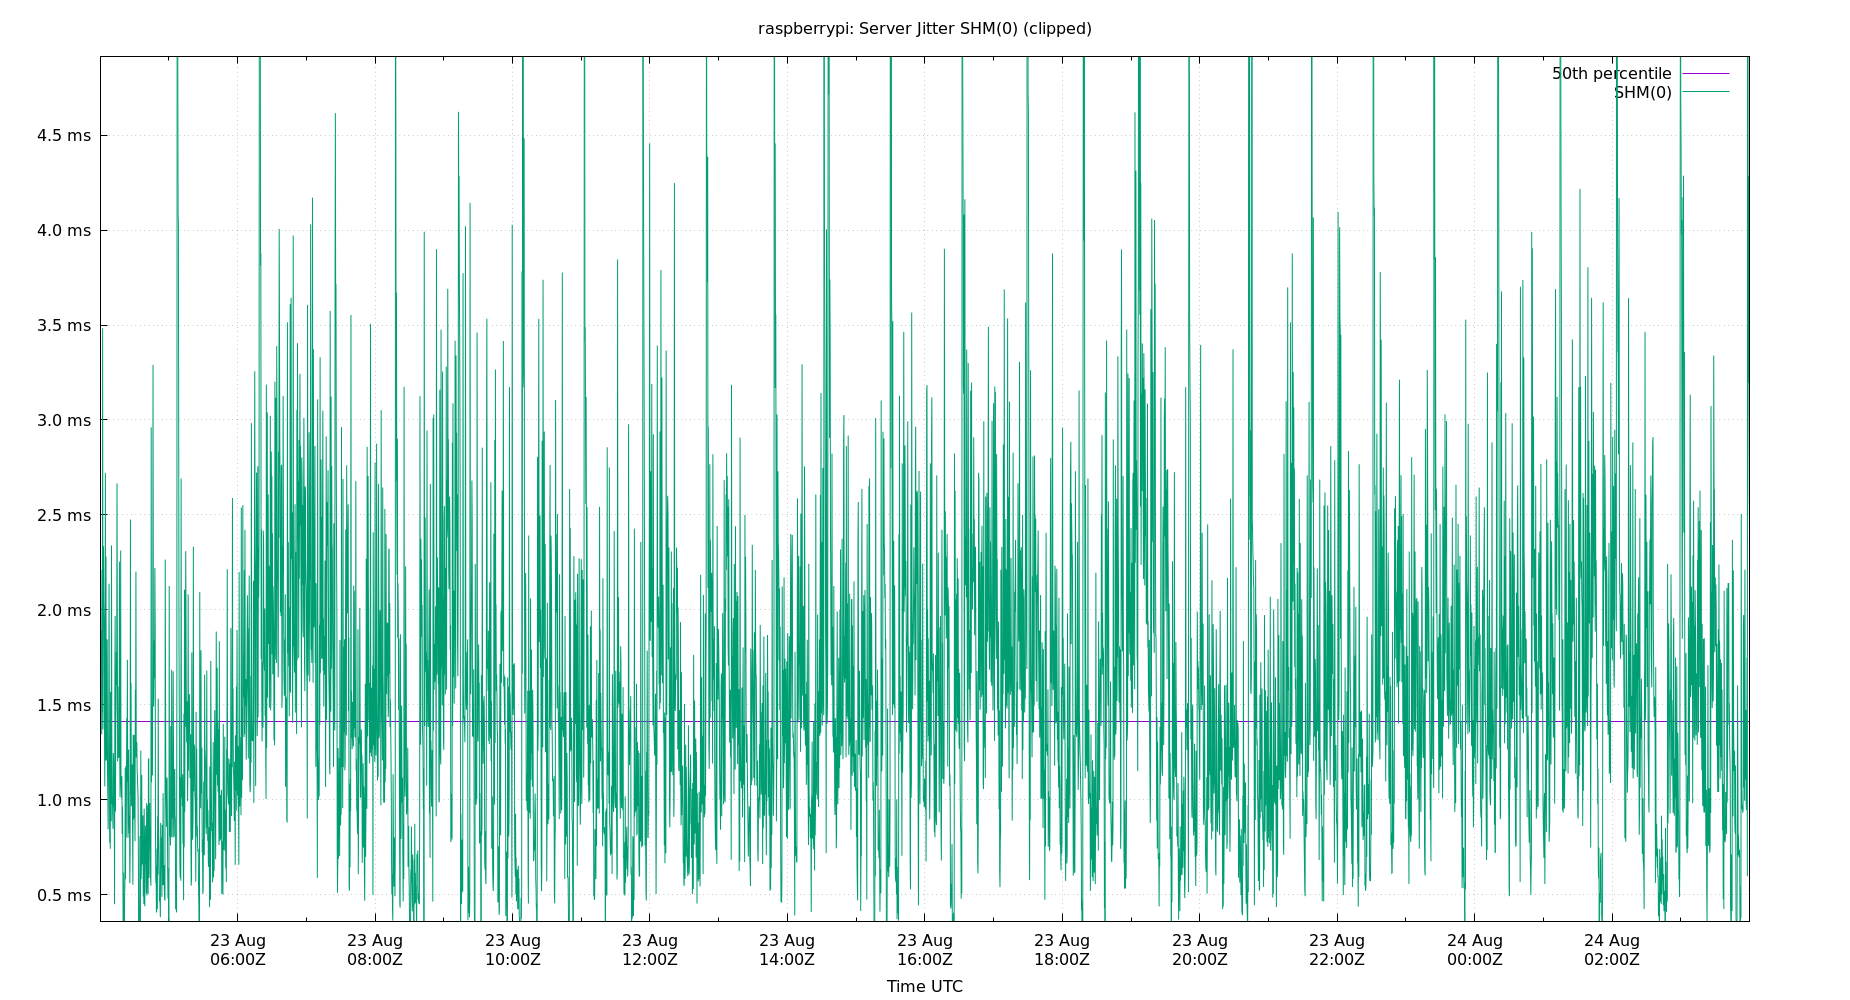 raspberrypi: Server Jitter SHM(0) (clipped)
50th percentile
SHM(0)
4.5 ms
4.0 ms
3.5 ms
3.0 ms
2.5 ms
2.0 ms
1.5 ms
1.0 ms
0.5 ms
23 Aug 23 Aug 23 Aug 23 Aug 23 Aug 23 Aug 23 Aug 23 Aug 23 Aug 24 Aug 24 Aug
06:00Z 08:00Z 10:00Z 12:00Z 14:00Z 16:00Z 18:00Z 20:00Z 22:00Z 00:00Z 02:00Z
Time UTC